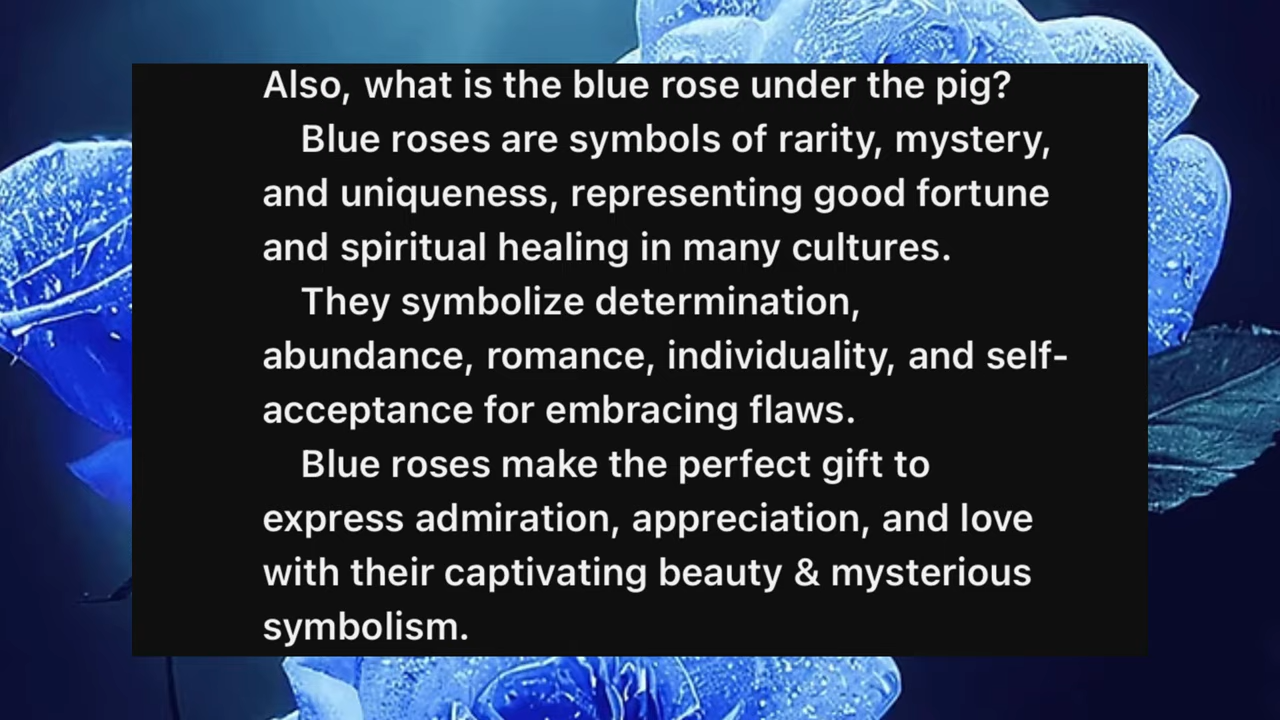 Also, what is the blue rose under the pig?
Blue roses are symbols of rarity, mystery,
and uniqueness, representing good fortune
and spiritual healing in many cultures.
They symbolize determination,
abundance, romance, individuality, and self-
acceptance for embracing flaws.
Blue roses make the perfect gift to
express admiration, appreciation, and love
with their captivating beauty & mysterious
symbolism.